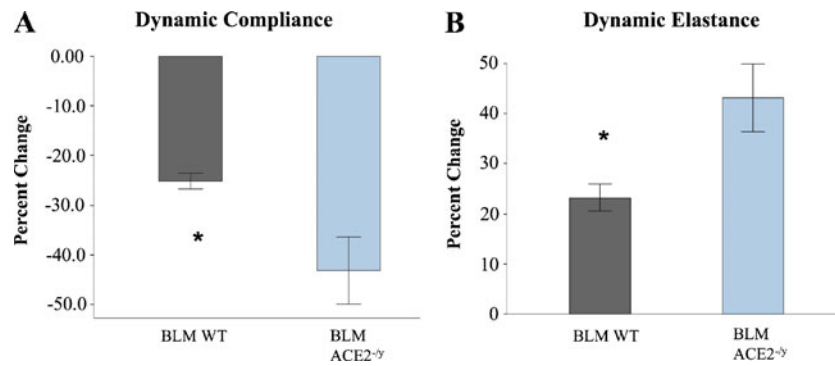 A
Dynamic Compliance
Percent Change
0.00
-10.0
-20.0
-30.0
-40.0
-50.0
*
BLM WT
BLM
ACE2-/y
B
Dynamic Elastance
Percent Change
50
40
30
20
10
0
*
BLM WT
BLM
ACE2-/y